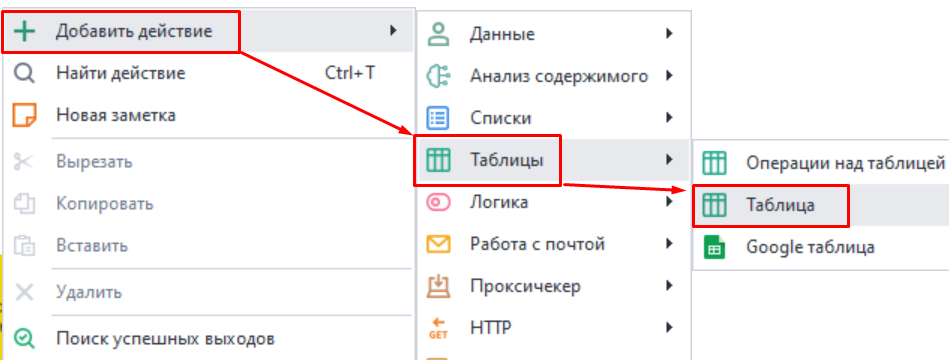 Добавить действие
Найти действие Ctrl+T
Новая заметка
Вырезать
Копировать
Вставить
Удалить
Поиск успешных выходов
Данные
Анализ содержимого
Списки
Таблицы
Логика
Работа с почтой
Проксичекер
GET HTTP
Операции над таблицей
Таблица
Google таблица